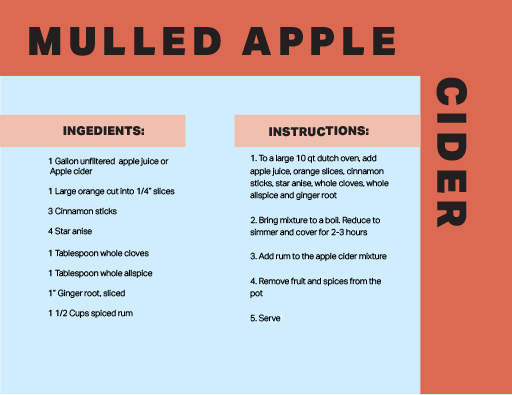 MULLED APPLE
CIDER
INGEDIENTS:
1 Gallon unfiltered apple juice or
Apple cider
1 Large orange cut into 1/4" slices
3 Cinnamon sticks
4 Star anise
1 Tablespoon whole cloves
1 Tablespoon whole allspice
1" Ginger root, sliced
1 1/2 Cups spiced rum
INSTRUCTIONS:
1. To a large 10 qt dutch oven, add
apple juice, orange slices, cinnamon
sticks, star anise, whole cloves, whole
allspice and ginger root
2. Bring mixture to a boil. Reduce to
simmer and cover for 2-3 hours
3. Add rum to the apple cider mixture
4. Remove fruit and spices from the
pot
5. Serve